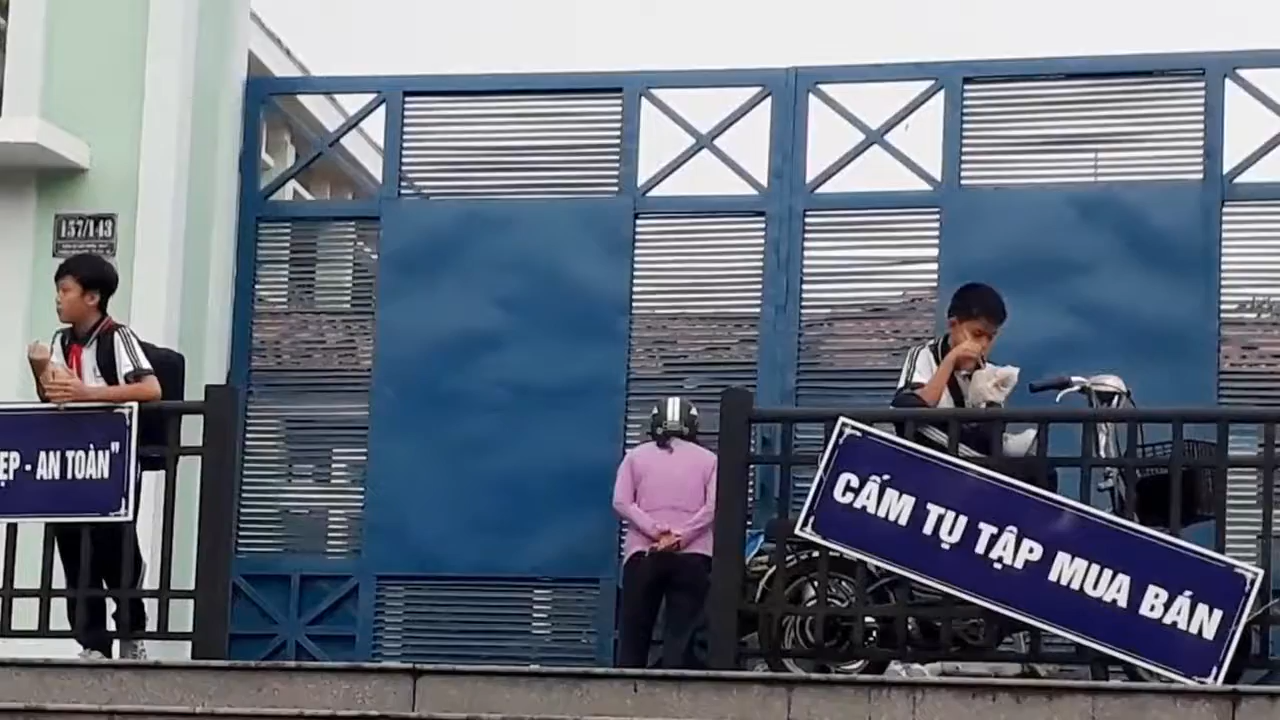 157/143
ẸP - AN TOÀN"
CẤM TỤ TẬP MUA BÁN